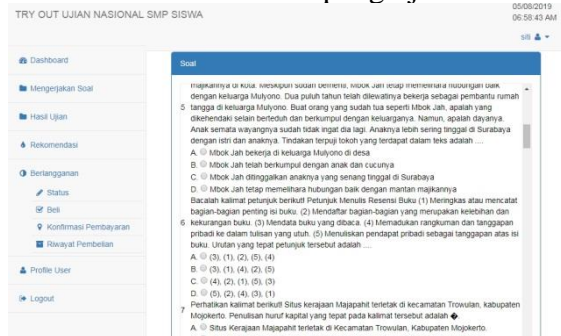 TRY OUT UJIAN NASIONAL SMP SISWA
05/08/2019
06:58:43 AM
siti
Dashboard
Mengerjakan Soal
Hasil Ujian
Rekomendasi
Berlangganan
Status
Beli
Konfirmasi Pembayaran
Riwayat Pembelian
Profile User
Logout
Soal
majikannya di kota. Meskipun sudah berhenti, Mbok Jah tetap memelihara hubungan baik
dengan keluarga Mulyono. Dua puluh tahun telah dilewatinya bekerja sebagai pembantu rumah
5 tangga di keluarga Mulyono. Buat orang yang sudah tua seperti Mbok Jah, apalah yang
dikehendaki selain berteduh dan berkumpul dengan keluarganya. Namun, apalah dayanya.
Anak semata wayangnya sudah tidak ingat dia lagi. Anaknya lebih sering tinggal di Surabaya
dengan istri dan anaknya. Tindakan terpuji tokoh yang terdapat dalam teks adalah ....
A. Mbok Jah bekerja di keluarga Mulyono di desa
B. Mbok Jah telah berkumpul dengan anak dan cucunya
C. Mbok Jah ditinggalkan anaknya yang senang tinggal di Surabaya
D. Mbok Jah tetap memelihara hubungan baik dengan mantan majikannya
Bacalah kalimat petunjuk berikut! Petunjuk Menulis Resensi Buku (1) Meringkas atau mencatat
bagian-bagian penting isi buku. (2) Mendaftar bagian-bagian yang merupakan kelebihan dan
6 kekurangan buku. (3) Mendata buku yang dibaca. (4) Memadukan rangkuman dan tanggapan
pribadi ke dalam tulisan yang utuh. (5) Menuliskan pendapat pribadi sebagai tanggapan atas isi
buku. Urutan yang tepat petunjuk tersebut adalah ....
A. (3), (1), (2), (5), (4)
B. (3), (1), (4), (2), (5)
C. (4), (2), (1), (5), (3)
D. (5), (2), (4), (3), (1)
Perhatikan kalimat berikut! Situs kerajaan Majapahit terletak di kecamatan Trowulan, kabupaten
7 Mojokerto. Penulisan huruf kapital yang tepat pada kalimat tersebut adalah �.
A. Situs Kerajaan Majapahit terletak di Kecamatan Trowulan, Kabupaten Mojokerto.